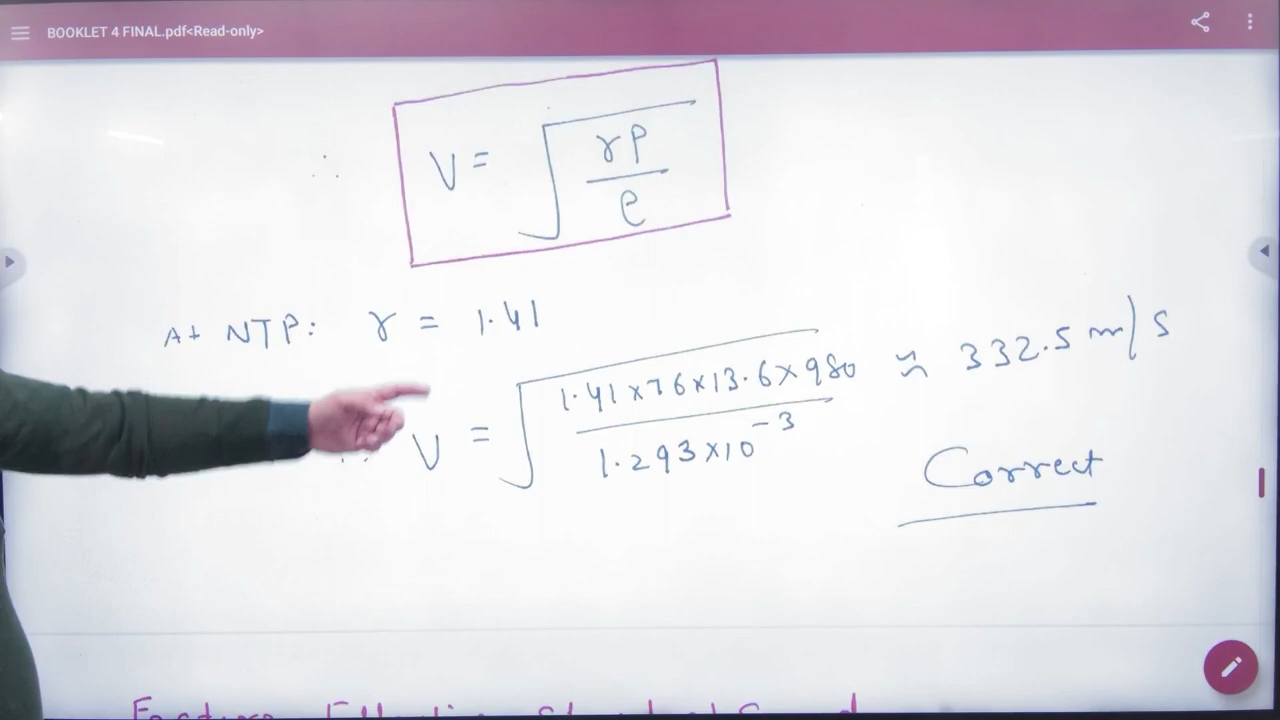 BOOKLET 4 FINAL.pdf<Read-only>
∴ V = √(γP/ρ)
At NTP: γ = 1.41
∴ V = √(1.41×76×13.6×980 / 1.293×10⁻³) ≈ 332.5 m/s
Correct